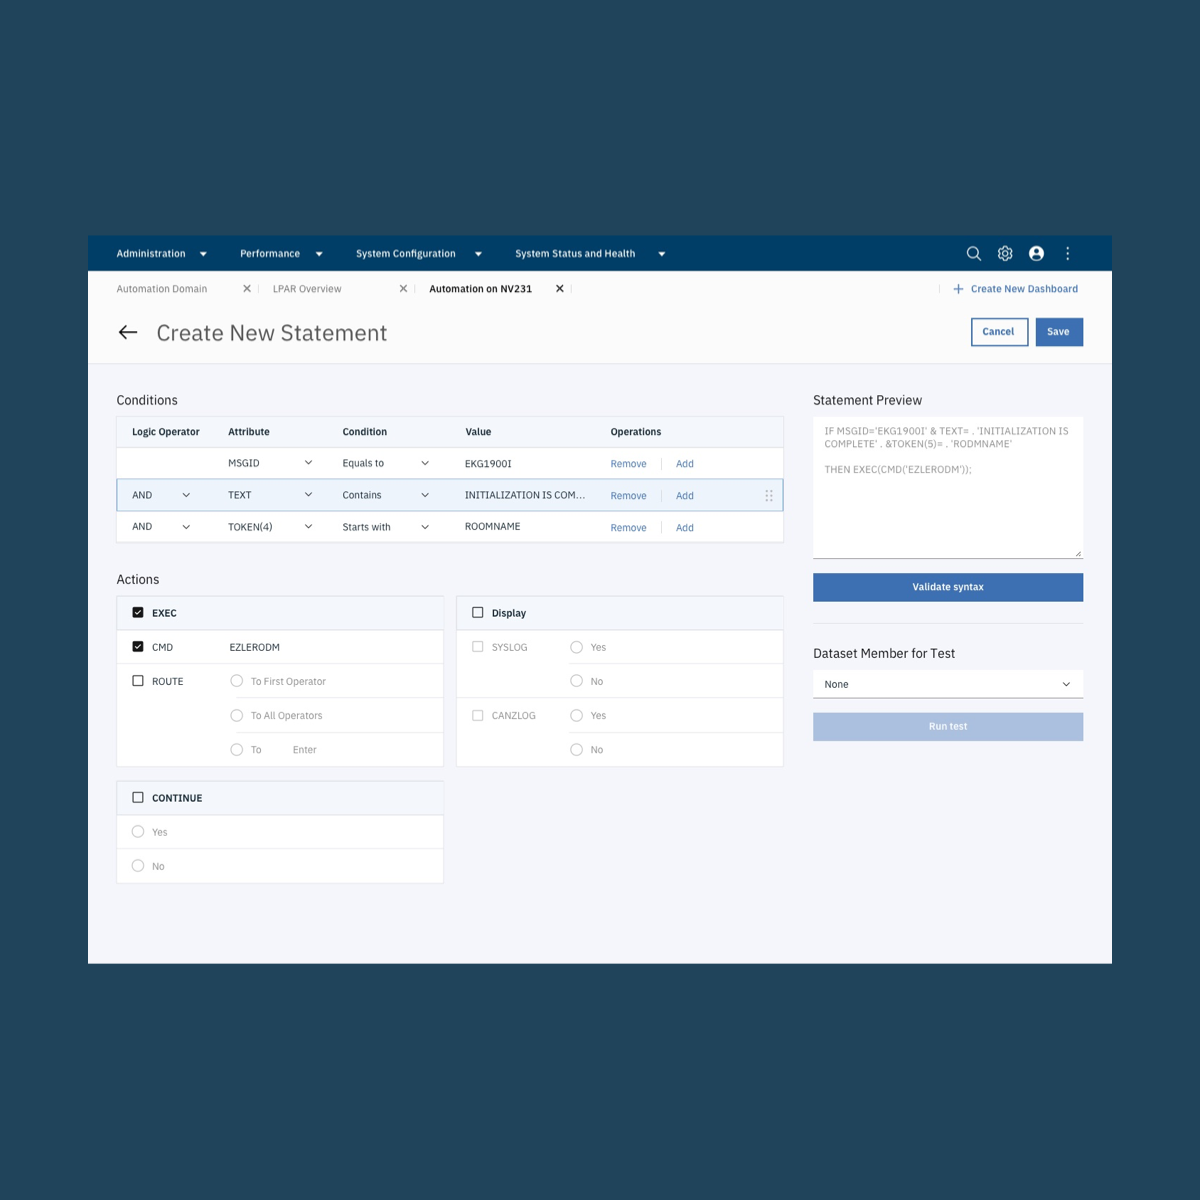 Administration Performance System Configuration System Status and Health
Automation Domain LPAR Overview Automation on NV231 Create New Dashboard
Create New Statement Cancel Save
Conditions
Logic Operator Attribute Condition Value Operations
MSGID Equals to EKG1900I Remove Add
AND TEXT Contains INITIALIZATION IS COM... Remove Add
AND TOKEN(4) Starts with ROOMNAME Remove Add
Actions
EXEC
CMD EZLERODM
ROUTE To First Operator
To All Operators
To Enter
Display
SYSLOG Yes
No
CANZLOG Yes
No
CONTINUE
Yes
No
Statement Preview
IF MSGID='EKG1900I' & TEXT= . 'INITIALIZATION IS
COMPLETE' . &TOKEN(5)= . 'RODMNAME'
THEN EXEC(CMD('EZLERODM'));
Validate syntax
Dataset Member for Test
None
Run test